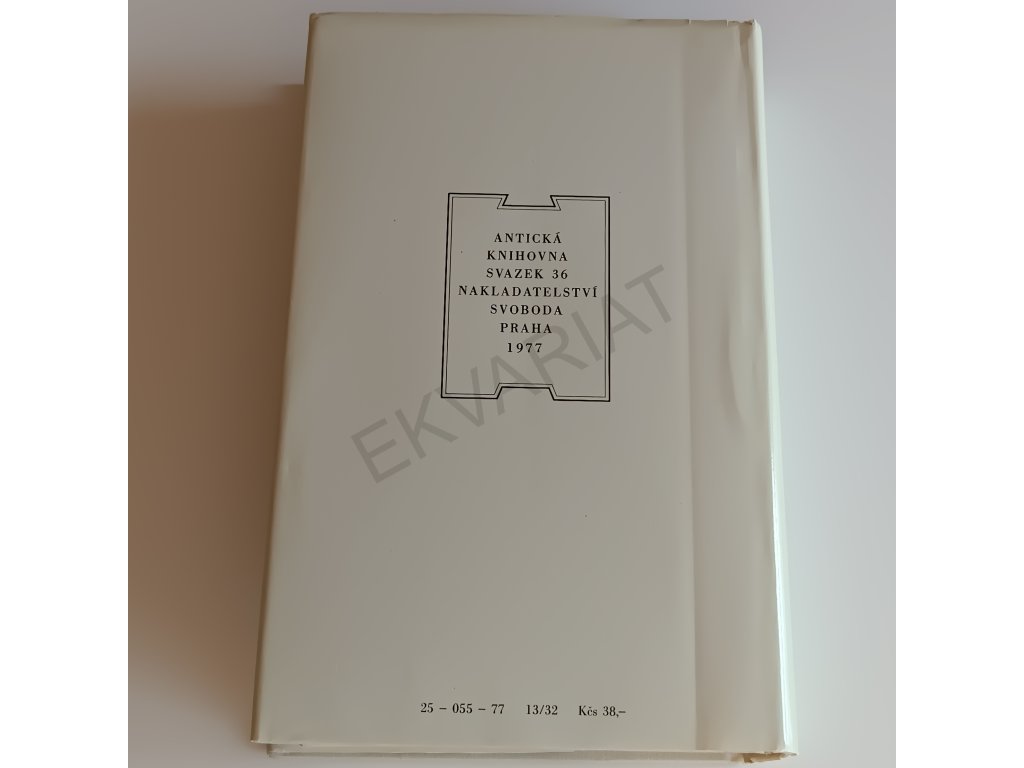 ANTICKÁ
KNIHOVNA
SVAZEK 36
NAKLADATELSTVÍ
SVOBODA
PRAHA
1977
EKVARIAT
25 – 055 – 77 13/32 Kčs 38,–